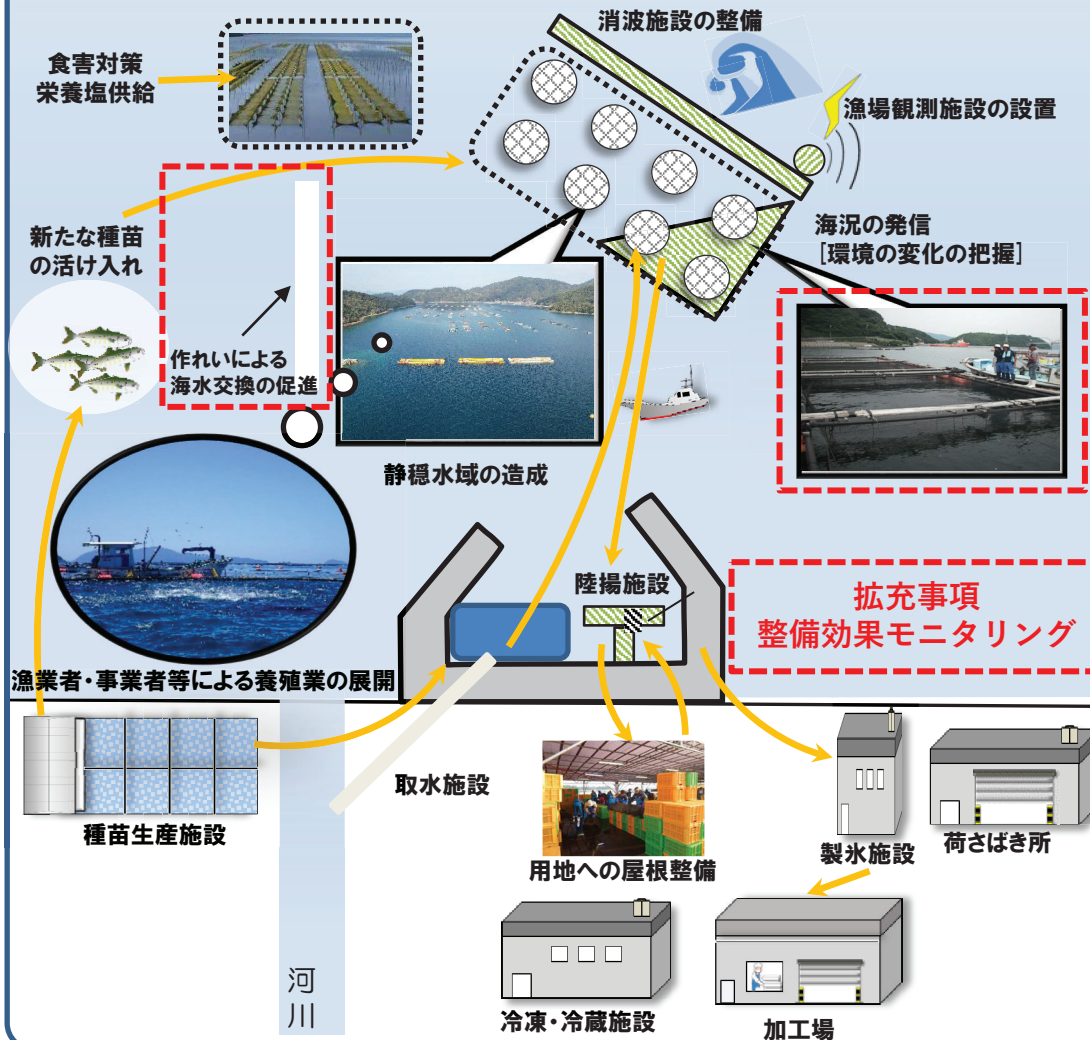 消波施設の整備
食害対策
栄養塩供給
漁場観測施設の設置
新たな種苗
の活け入れ
海況の発信
[環境の変化の把握]
作れいによる
海水交換の促進
静穏水域の造成
陸揚施設
拡充事項
整備効果モニタリング
漁業者・事業者等による養殖業の展開
取水施設
種苗生産施設
用地への屋根整備
製氷施設
荷さばき所
河
川
冷凍・冷蔵施設
加工場